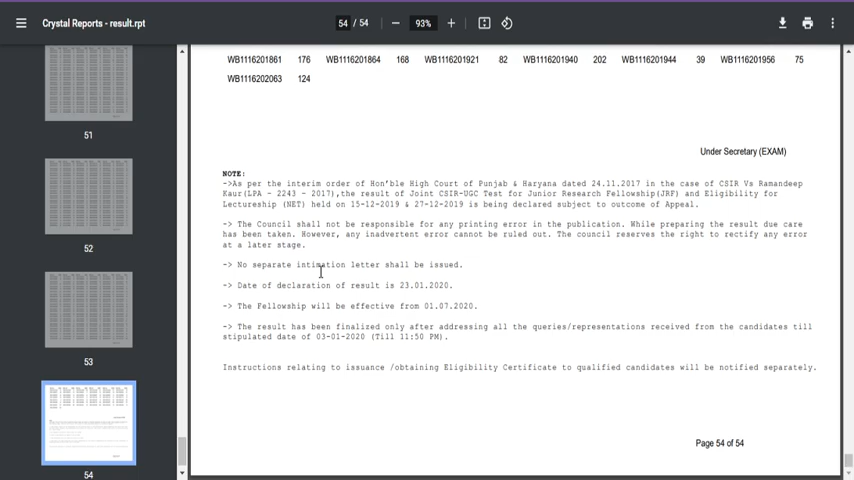 Crystal Reports - result.rpt
54 / 54
93%
51
52
53
54
WB1116201861 176 WB1116201864 168 WB1116201921 82 WB1116201940 202 WB1116201944 39 WB1116201956 75
WB1116202063 124
Under Secretary (EXAM)
NOTE:
->As per the interim order of Hon'ble High Court of Punjab & Haryana dated 24.11.2017 in the case of CSIR Vs Ramandeep
Kaur(LPA - 2243 - 2017),the result of Joint CSIR-UGC Test for Junior Research Fellowship(JRF) and Eligibility for
Lectureship (NET) held on 15-12-2019 & 27-12-2019 is being declared subject to outcome of Appeal.
-> The Council shall not be responsible for any printing error in the publication. While preparing the result due care
has been taken. However, any inadvertent error cannot be ruled out. The council reserves the right to rectify any error
at a later stage.
-> No separate intimation letter shall be issued.
-> Date of declaration of result is 23.01.2020.
-> The Fellowship will be effective from 01.07.2020.
-> The result has been finalized only after addressing all the queries/representations received from the candidates till
stipulated date of 03-01-2020 (Till 11:50 PM).
Instructions relating to issuance /obtaining Eligibility Certificate to qualified candidates will be notified separately.
Page 54 of 54